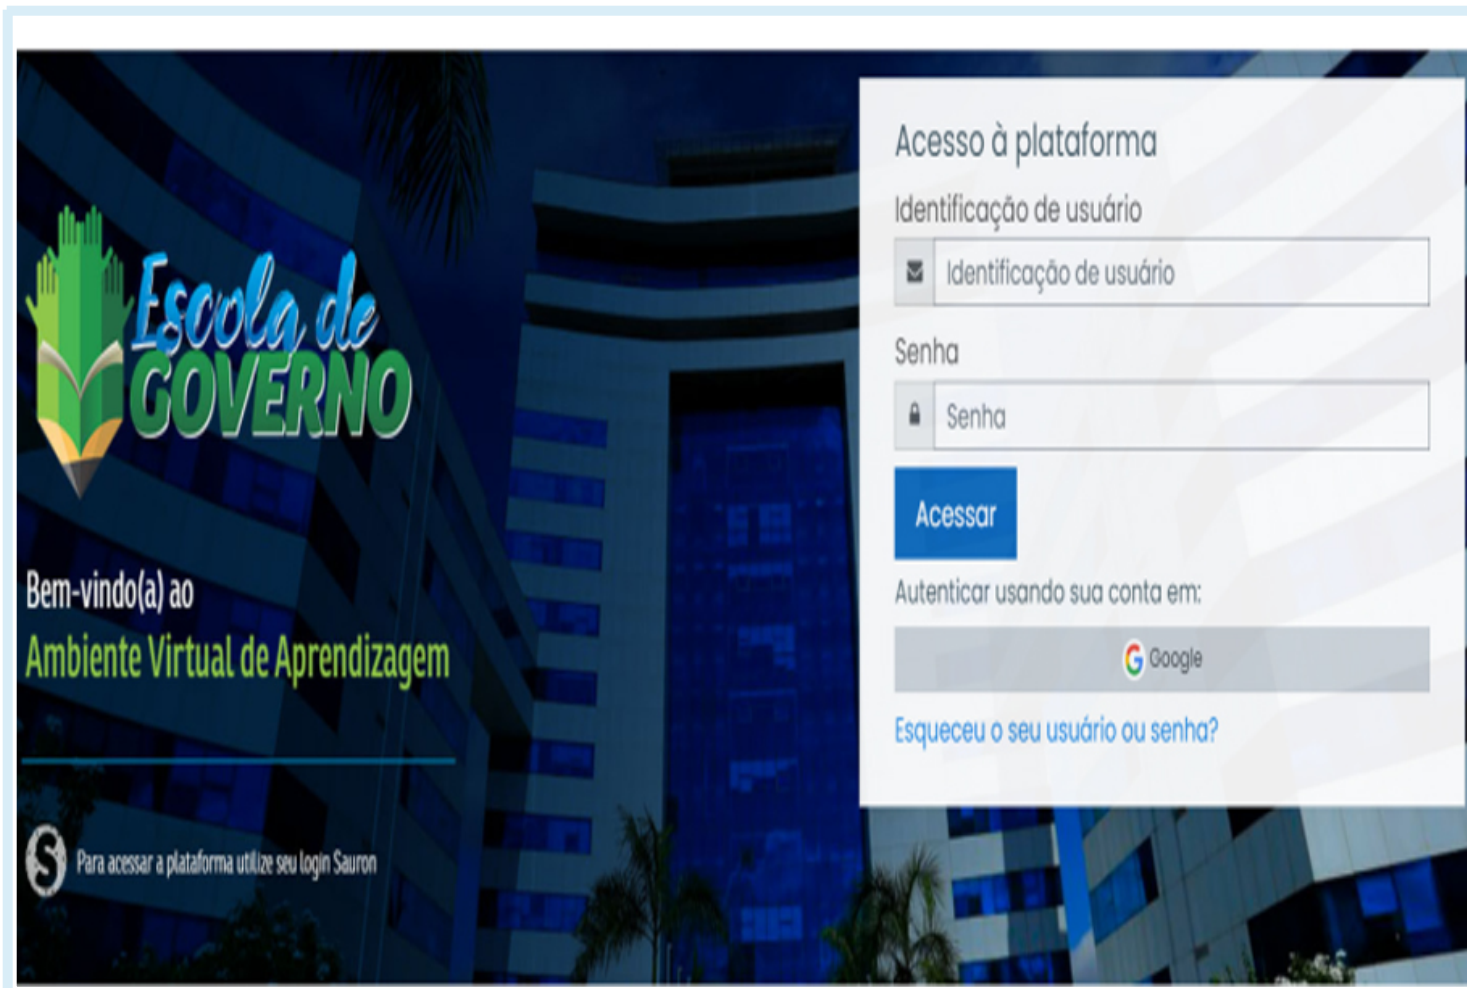 Escola de
GOVERNO
Bem-vindo(a) ao
Ambiente Virtual de Aprendizagem
S
Para acessar a plataforma utilize seu login Sauron
Acesso à plataforma
Identificação de usuário
Identificação de usuário
Senha
Senha
Acessar
Autenticar usando sua conta em:
G Google
Esqueceu o seu usuário ou senha?